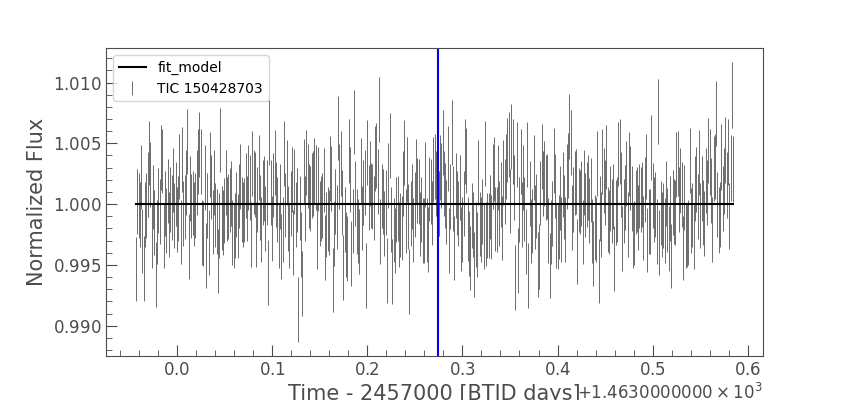 fit_model
TIC 150428703
Normalized Flux
1.010
1.005
1.000
0.995
0.990
0.0 0.1 0.2 0.3 0.4 0.5 0.6
Time - 2457000 [BTJD days]
+1.4630000000 × 10³